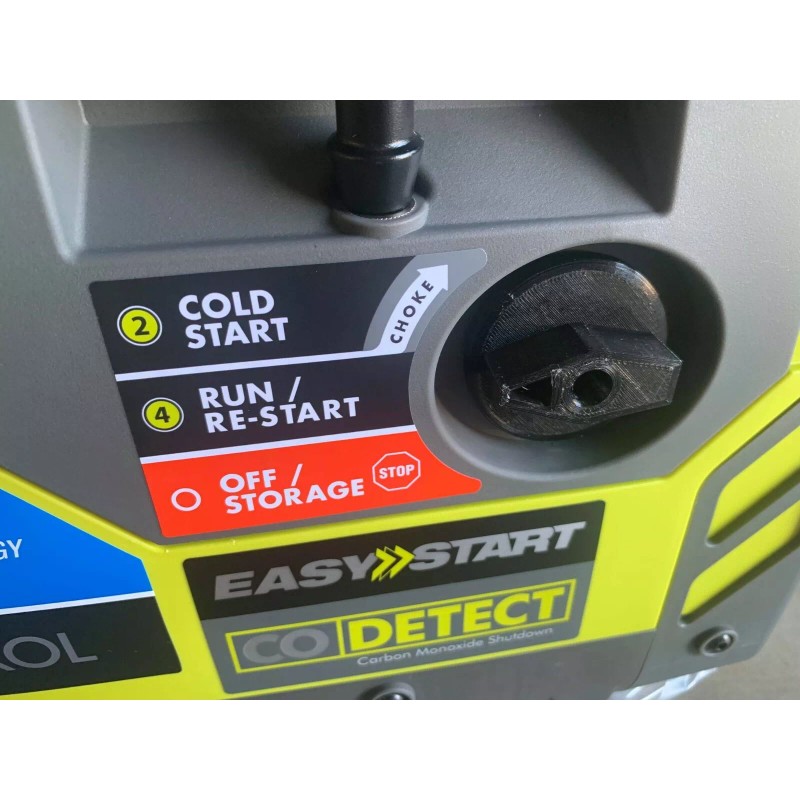 2 COLD
START
CHOKE
4 RUN /
RE-START
OFF /
STORAGE
STOP
GY
OL
EASY START
CO DETECT
Carbon Monoxide Shutdown